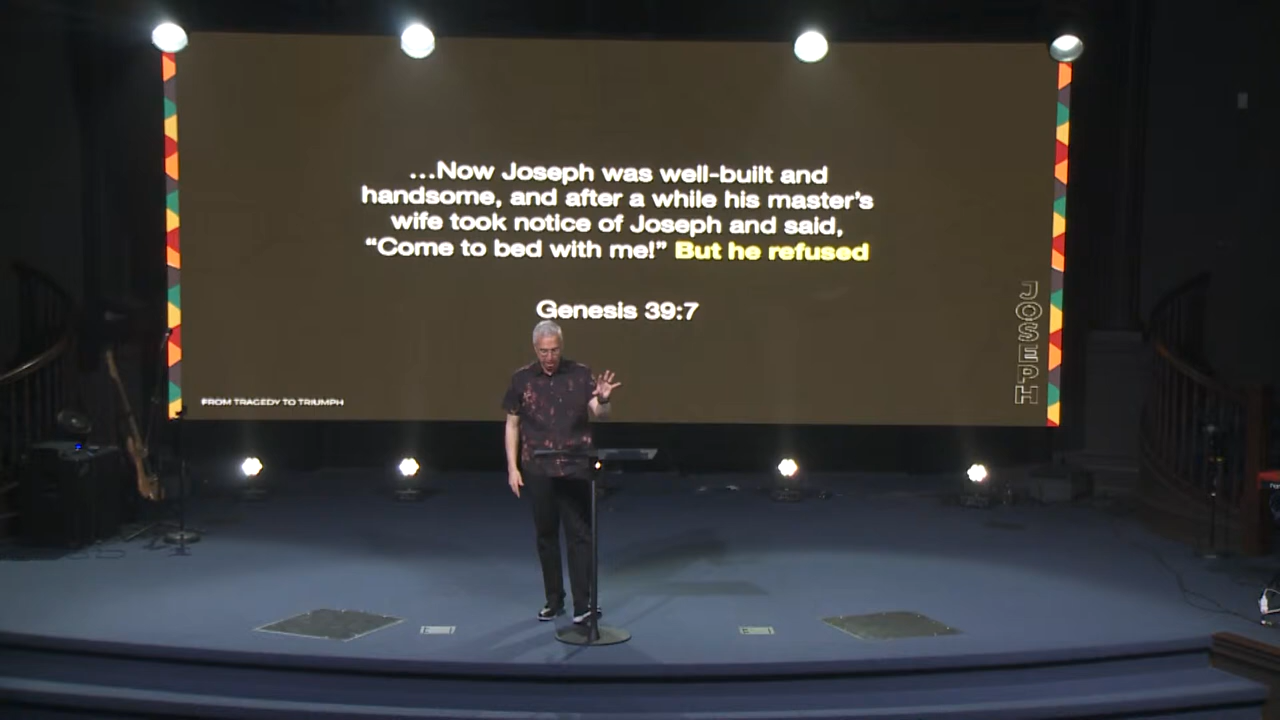 ...Now Joseph was well-built and
handsome, and after a while his master's
wife took notice of Joseph and said,
“Come to bed with me!” But he refused
Genesis 39:7
JOSEPH
FROM TRAGEDY TO TRIUMPH